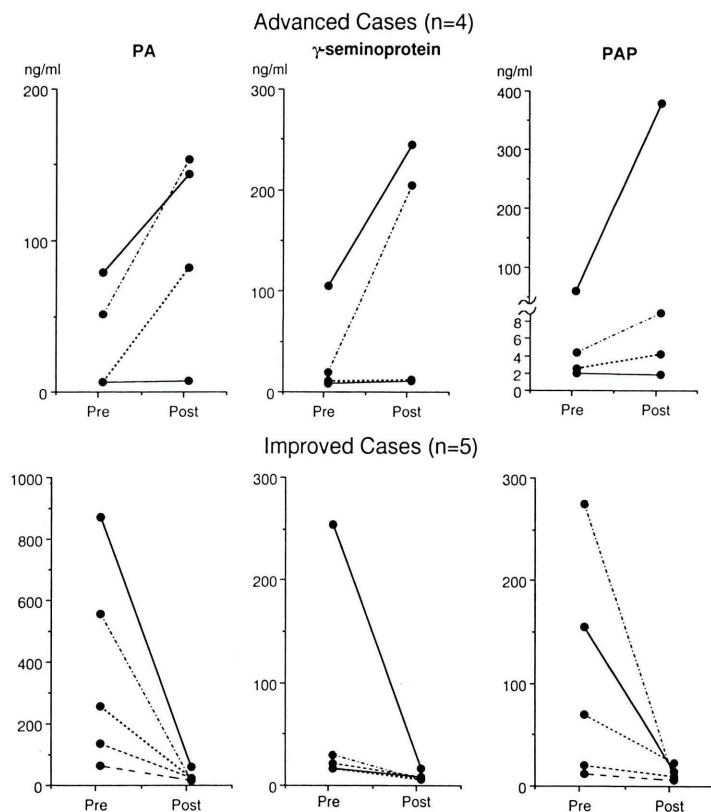 Advanced Cases (n=4)
PA
γ-seminoprotein
PAP
ng/ml
ng/ml
ng/ml
200
100
0
Pre
Post
300
200
100
0
Pre
Post
400
300
200
100
8
6
4
2
0
Pre
Post
Improved Cases (n=5)
1000
800
600
400
200
0
Pre
Post
300
200
100
0
Pre
Post
300
200
100
0
Pre
Post